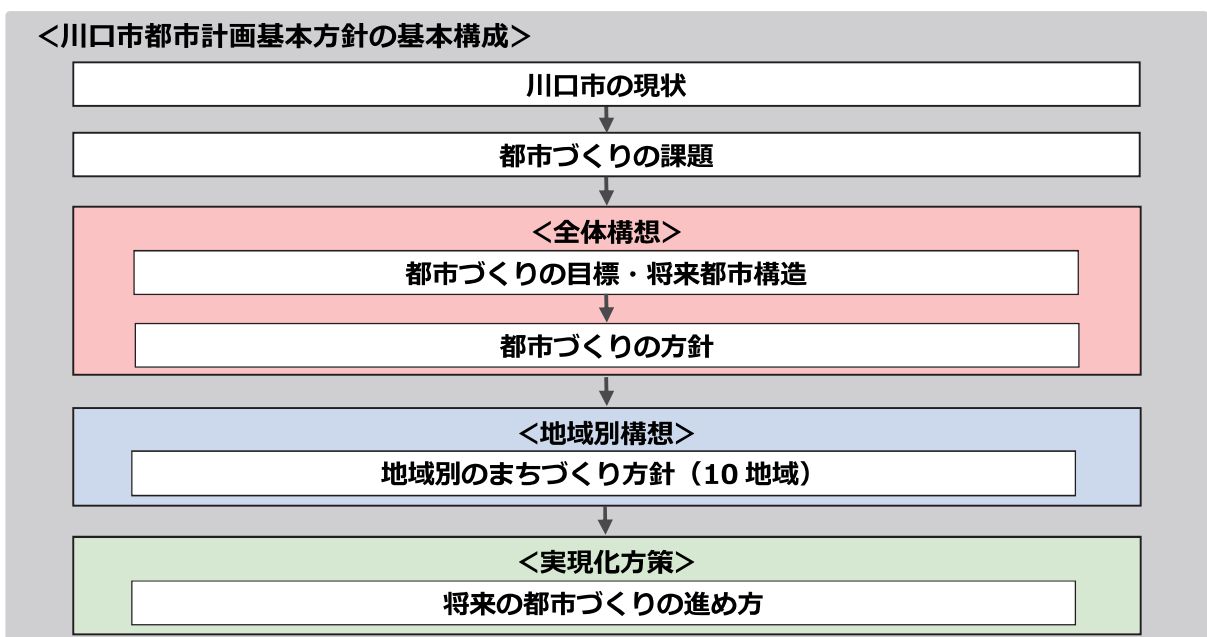 ＜川口市都市計画基本方針の基本構成＞
川口市の現状
都市づくりの課題
＜全体構想＞
都市づくりの目標・将来都市構造
都市づくりの方針
＜地域別構想＞
地域別のまちづくり方針（10 地域）
＜実現化方策＞
将来の都市づくりの進め方